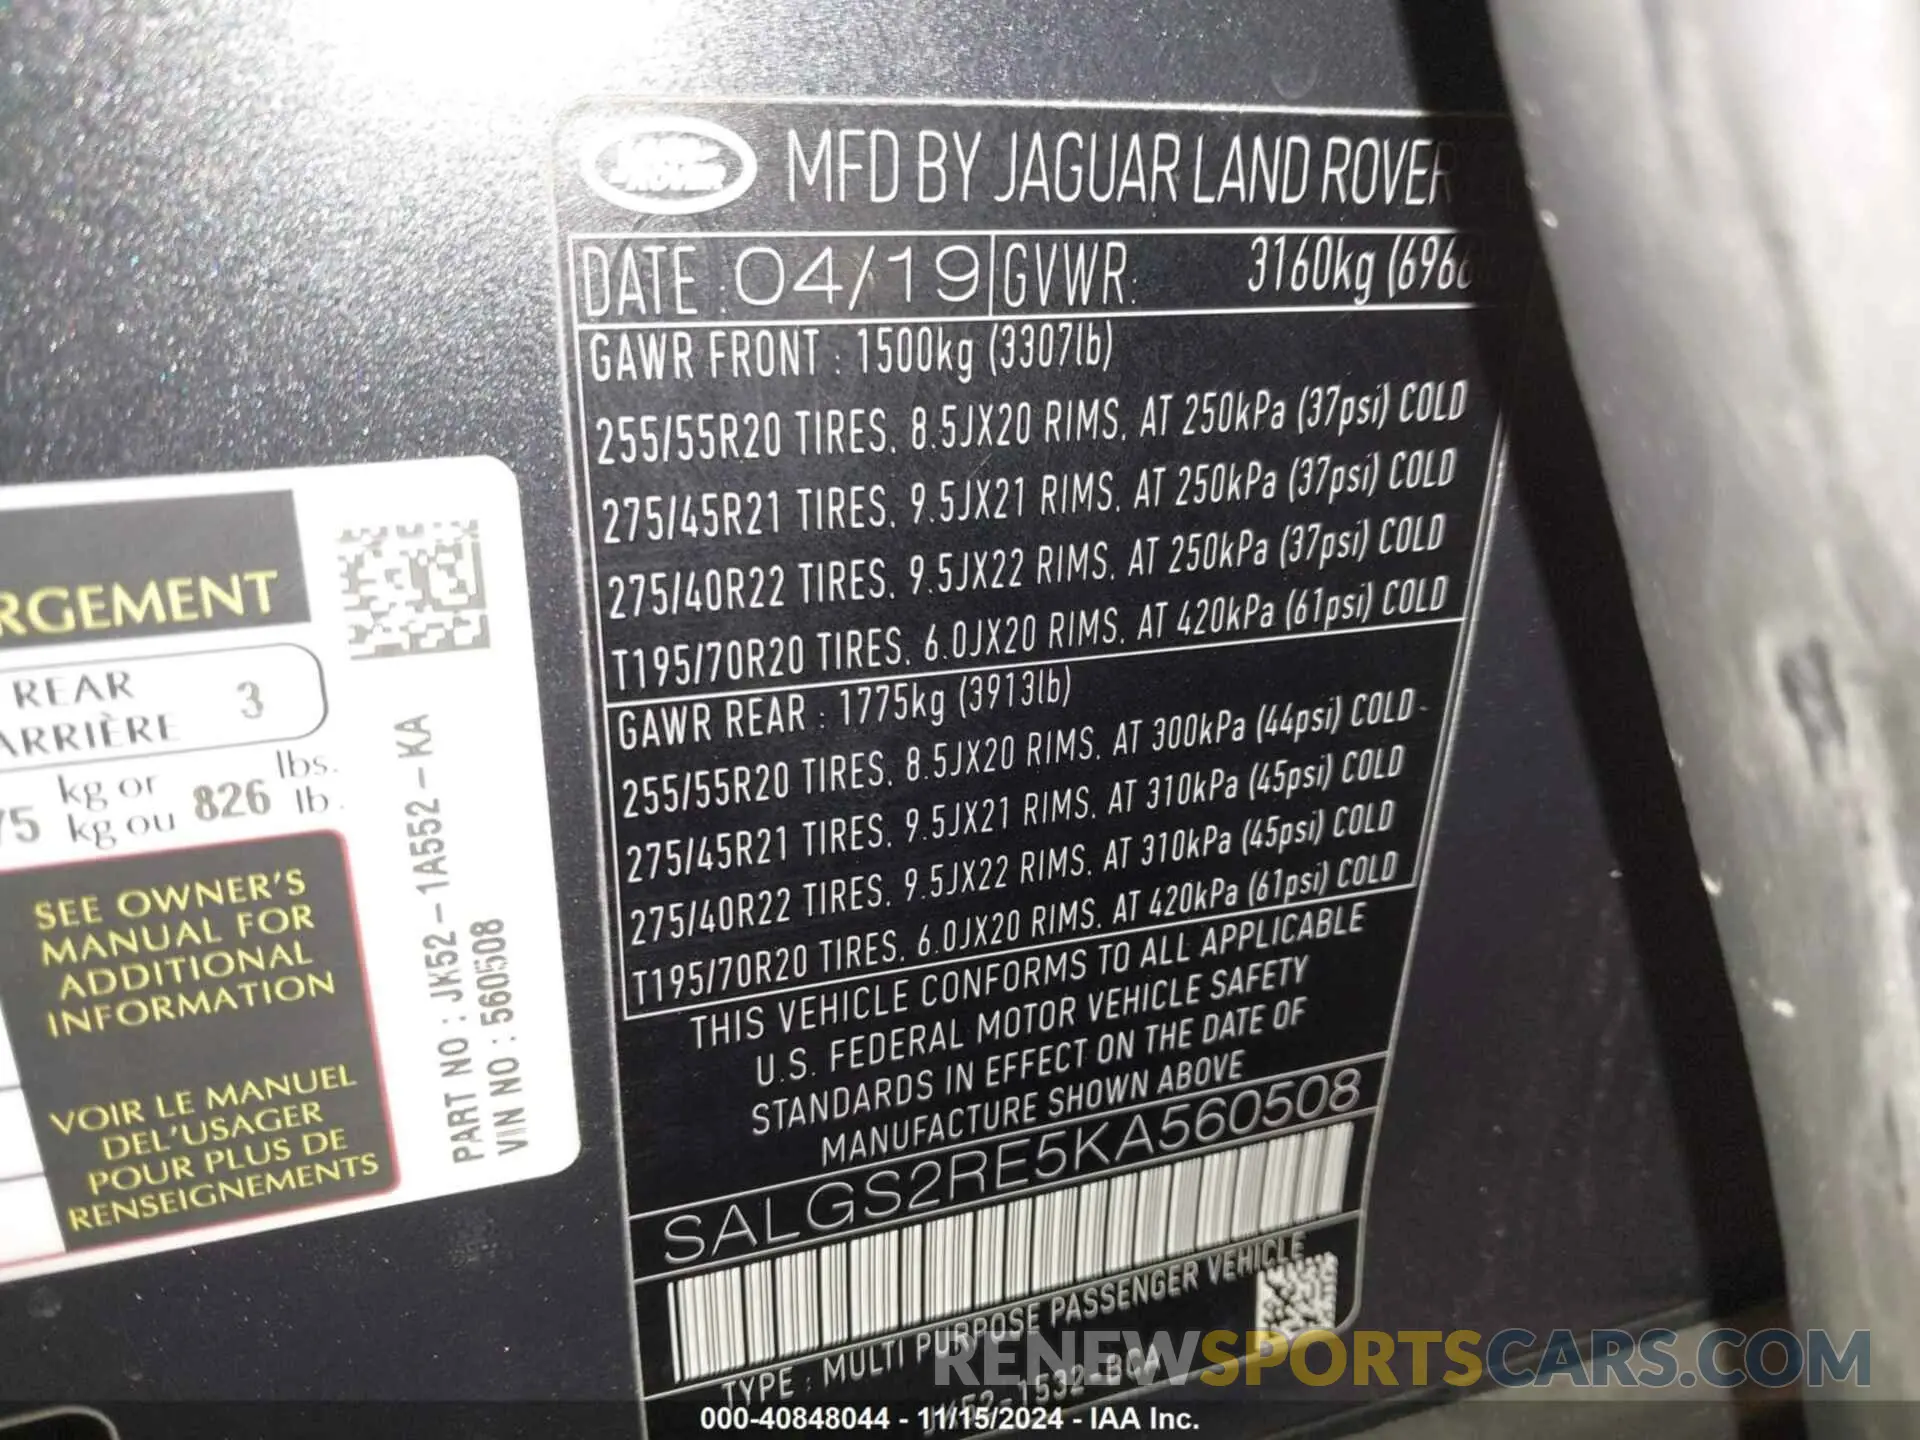 LAND ROVER
MFD BY JAGUAR LAND ROVER
DATE : 04/19 GVWR: 3160kg (6966
GAWR FRONT : 1500kg (3307lb)
255/55R20 TIRES. 8.5JX20 RIMS. AT 250kPa (37psi) COLD
275/45R21 TIRES. 9.5JX21 RIMS. AT 250kPa (37psi) COLD
275/40R22 TIRES. 9.5JX22 RIMS. AT 250kPa (37psi) COLD
T195/70R20 TIRES. 6.0JX20 RIMS. AT 420kPa (61psi) COLD
GAWR REAR : 1775kg (3913lb)
255/55R20 TIRES. 8.5JX20 RIMS. AT 300kPa (44psi) COLD
275/45R21 TIRES. 9.5JX21 RIMS. AT 310kPa (45psi) COLD
275/40R22 TIRES. 9.5JX22 RIMS. AT 310kPa (45psi) COLD
T195/70R20 TIRES. 6.0JX20 RIMS. AT 420kPa (61psi) COLD
THIS VEHICLE CONFORMS TO ALL APPLICABLE
U.S. FEDERAL MOTOR VEHICLE SAFETY
STANDARDS IN EFFECT ON THE DATE OF
MANUFACTURE SHOWN ABOVE
SALGS2RE5KA560508
TYPE : MULTI PURPOSE PASSENGER VEHICLE
RGEMENT
REAR
ARRIÈRE 3
75 kg or 826 lbs.
kg ou lb.
SEE OWNER'S
MANUAL FOR
ADDITIONAL
INFORMATION
VOIR LE MANUEL
DEL'USAGER
POUR PLUS DE
RENSEIGNEMENTS
PART NO : JK52-1A552-KA
VIN NO : 560508
RENEWSPORTSCARS.COM
000-40848044 - 11/15/2024 - IAA Inc.